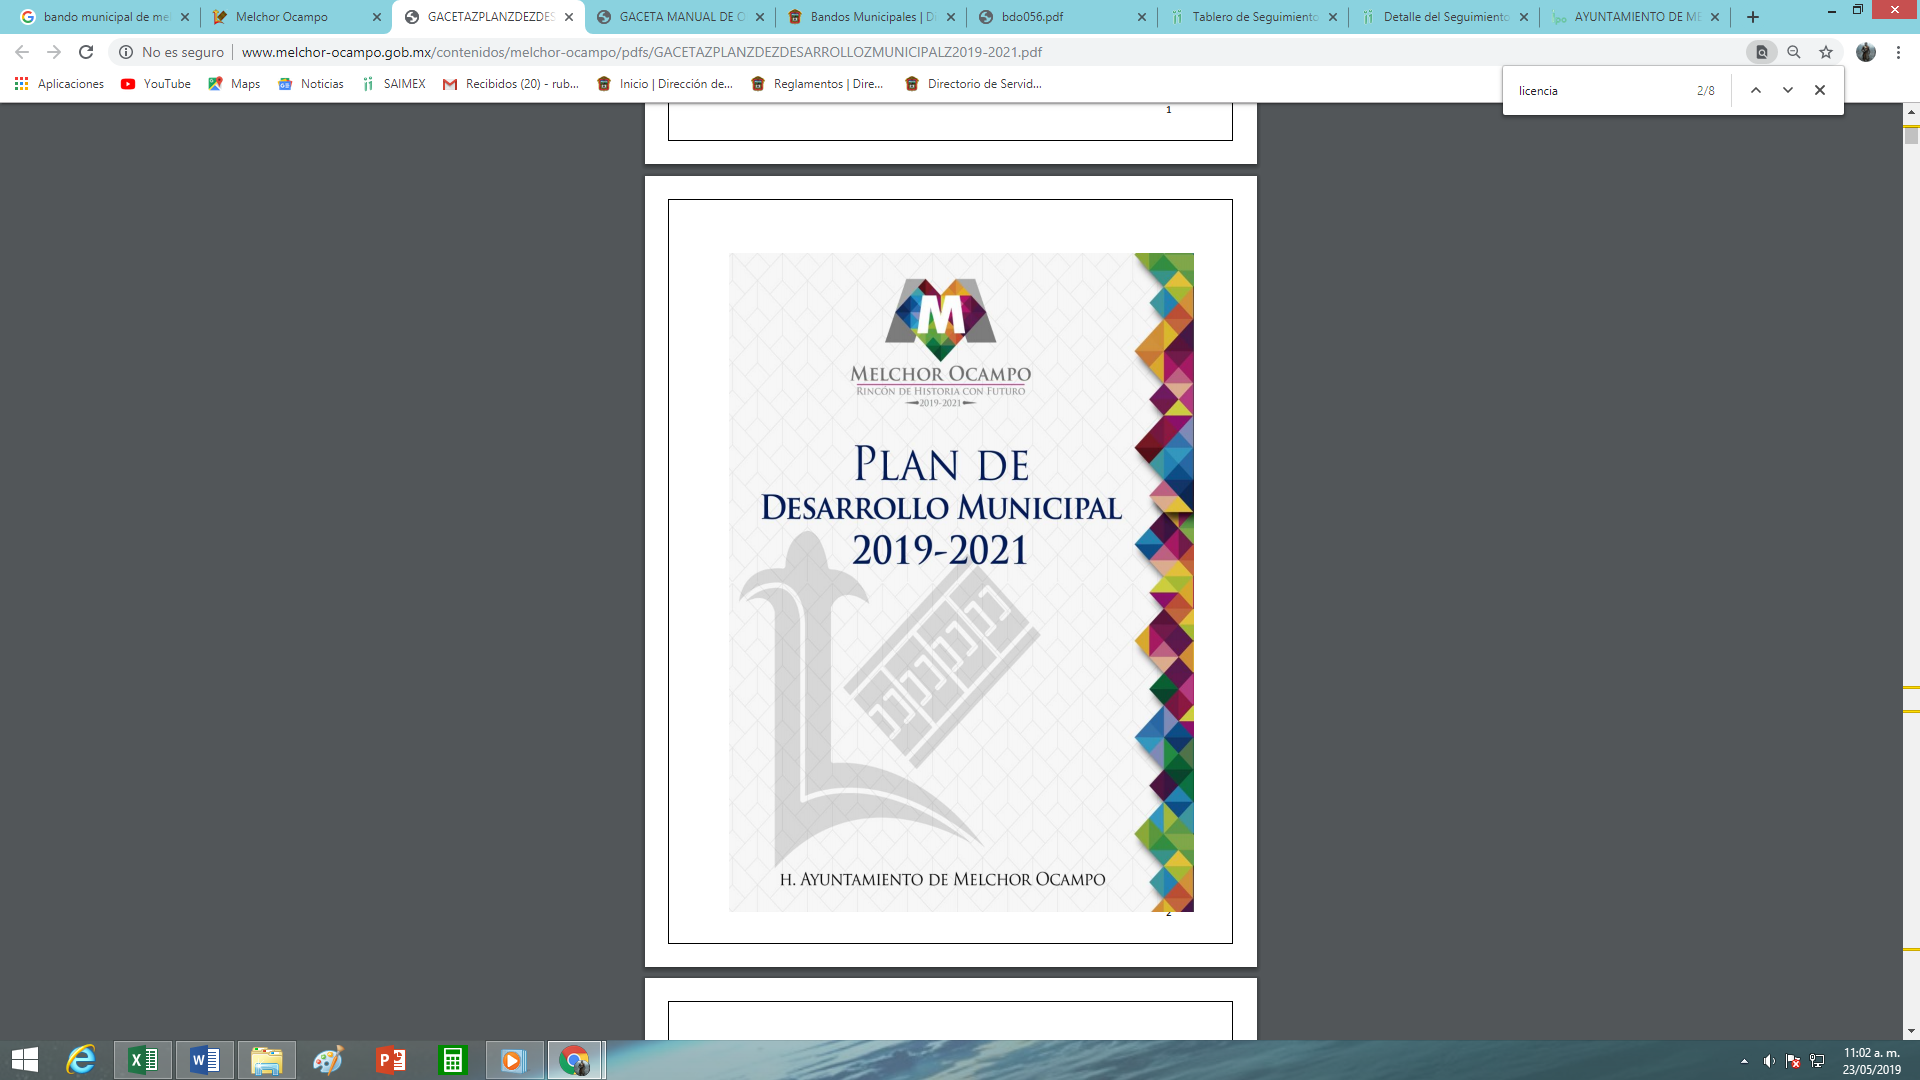 bando municipal de me
Melchor Ocampo
GACETAZPLANZDEZDES
GACETA MANUAL DE O
Bandos Municipales | D
bdo056.pdf
Tablero de Seguimiento
Detalle del Seguimiento
AYUNTAMIENTO DE ME
No es seguro
www.melchor-ocampo.gob.mx/contenidos/melchor-ocampo/pdfs/GACETAZPLANZDEZDESARROLLOZMUNICIPALZ2019-2021.pdf
Aplicaciones
YouTube
Maps
Noticias
SAIMEX
Recibidos (20) - rub...
Inicio | Dirección de...
Reglamentos | Dire...
Directorio de Servid...
licencia
2/8
1
M
MELCHOR OCAMPO
RINCÓN DE HISTORIA CON FUTURO
2019-2021
PLAN DE
DESARROLLO MUNICIPAL
2019-2021
H. AYUNTAMIENTO DE MELCHOR OCAMPO
2
11:02 a. m.
23/05/2019